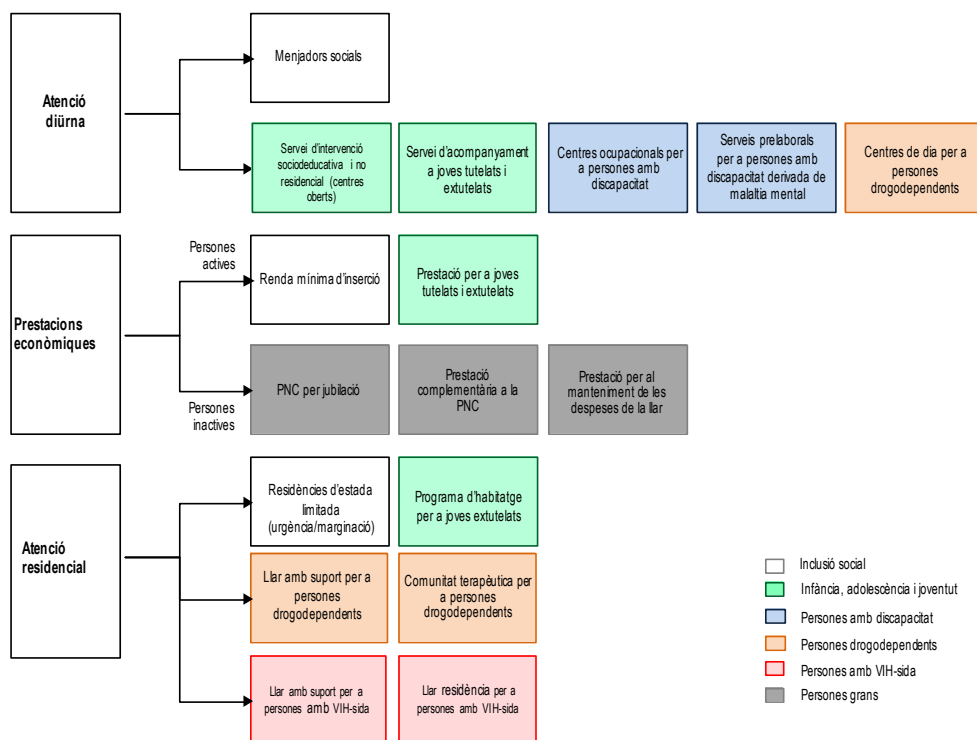 Menjadors socials
Atenció
diürna
Servei d'intervenció
sociodeducativa i no
residencial (centres
oberts)
Servei d'acompanyament
a joves tutelats i
extutelats
Centres ocupacionals per
a persones amb
discapacitat
Serveis prelaborals
per a persones amb
discapacitat derivada de
malaltia mental
Centres de dia per a
persones
drogodependents
Persones
actives
Renda mínima d'inserció
Prestació per a joves
tutelats i extutelats
Prestacions
econòmiques
Persones
inactives
PNC per jubilació
Prestació
complementària a la
PNC
Prestació per al
manteniment de les
despeses de la llar
Residències d'estada
limitada
(urgència/marginació)
Programa d'habitatge
per a joves extutelats
Atenció
residencial
Llar amb suport per a
persones
drogodependents
Comunitat terapèutica per
a persones
drogodependents
Llar amb suport per a
persones amb VIH-sida
Llar residència per a
persones amb VIH-sida
Inclusió social
Infància, adolescència i joventut
Persones amb discapacitat
Persones drogodependents
Persones amb VIH-sida
Persones grans